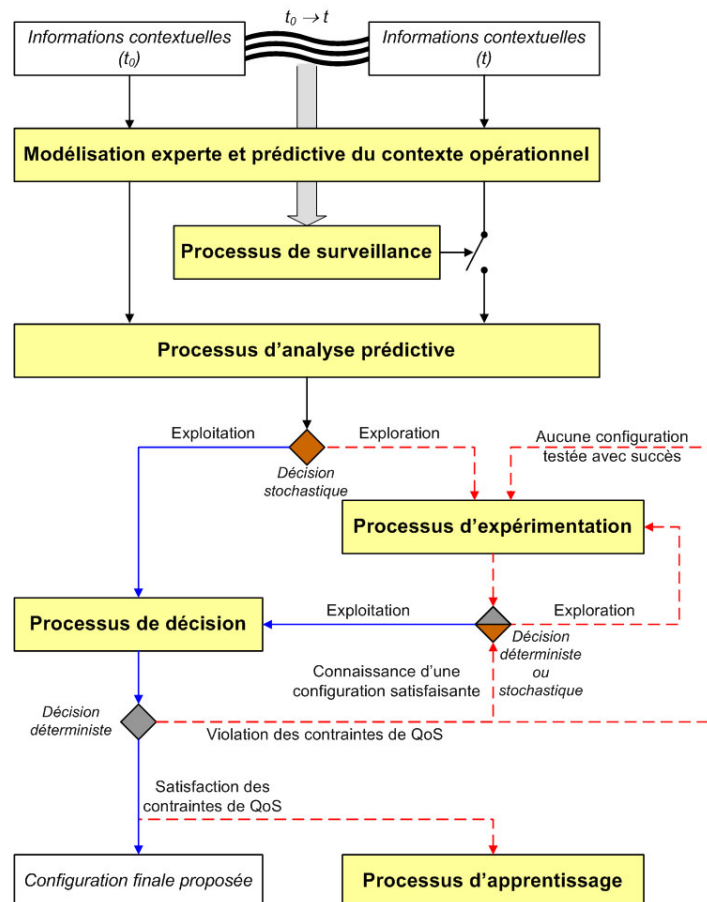 t₀ → t
Informations contextuelles
(t₀)
Informations contextuelles
(t)
Modélisation experte et prédictive du contexte opérationnel
Processus de surveillance
Processus d’analyse prédictive
Exploitation
Exploration
Décision
stochastique
Aucune configuration
testée avec succès
Processus d’expérimentation
Processus de décision
Exploitation
Exploration
Décision
déterministe
ou
stochastique
Connaissance d’une
configuration satisfaisante
Décision
déterministe
Violation des contraintes de QoS
Satisfaction des
contraintes de QoS
Configuration finale proposée
Processus d’apprentissage